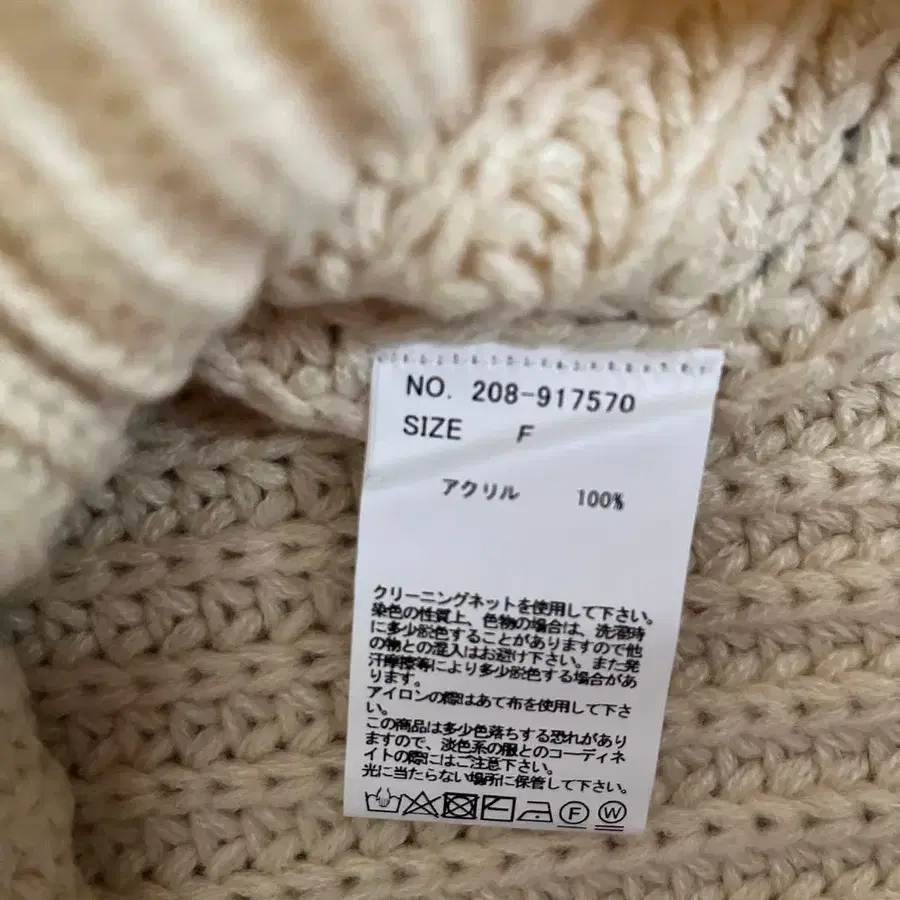 NO. 208-917570
SIZE F
アクリル 100%
クリーニングネットを使用して下さい。
染色の性質上、色物の場合は、洗濯時
に多少脱色することがありますので他
の物との混入はお避け下さい。また発
汗摩擦等により多少脱色する場合があ
ります。
アイロンの際はあて布を使用して下さ
い。
この商品は多少色落ちする恐れがあり
ますので、淡色系の服とのコーディネ
イトの際にはご注意下さい。
光に当たらない場所に保管して下さい。
F W